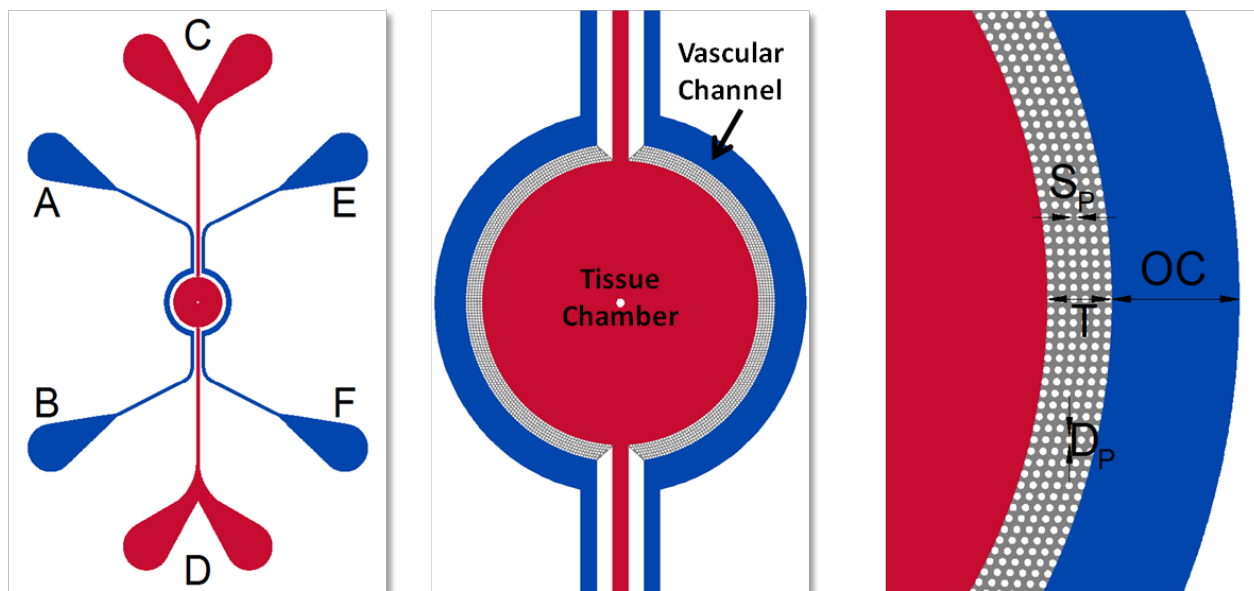 C
A
E
B
F
D
Vascular
Channel
Tissue
Chamber
SP
OC
T
DP